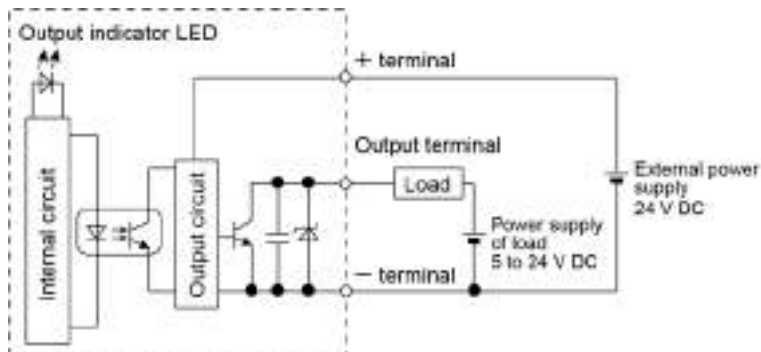 Output indicator LED
+ terminal
Output terminal
Load
External power
supply
24 V DC
Power supply
of load
5 to 24 V DC
− terminal
Internal circuit
Output circuit